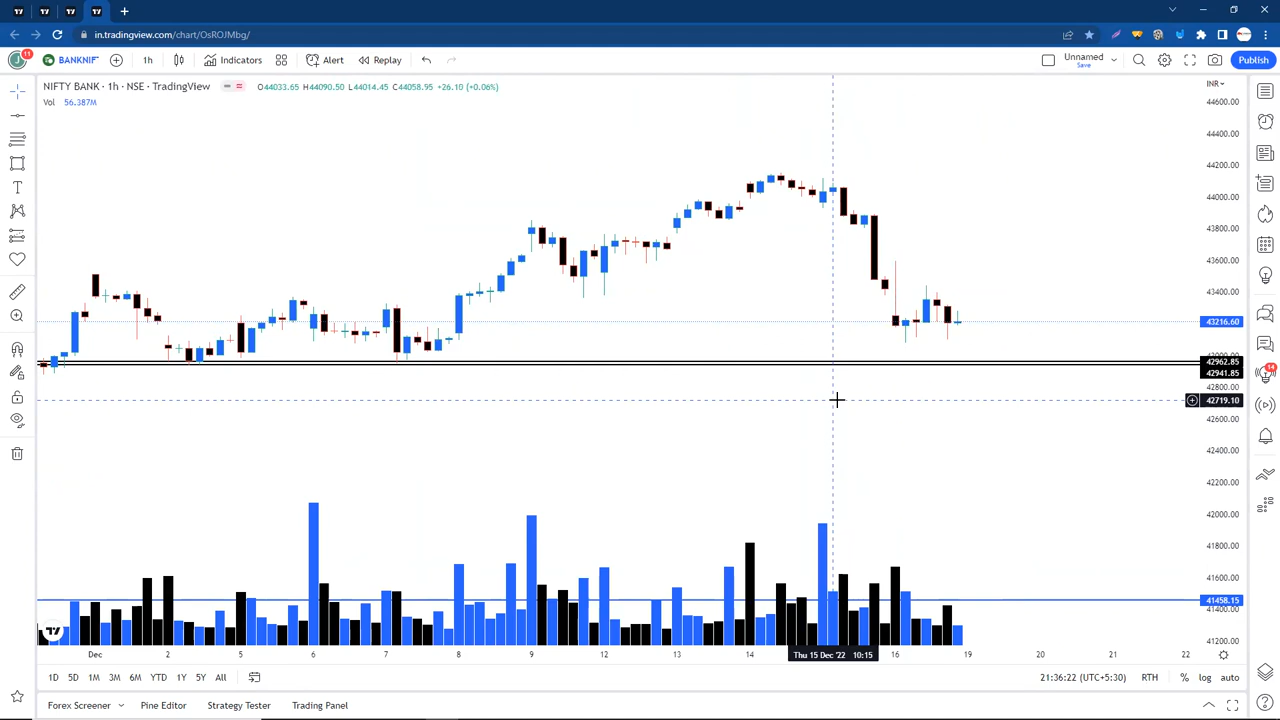 in.tradingview.com/chart/OsROJMbg/
11
BANKNIF
1h
Indicators
Alert
Replay
Unnamed
Save
Publish
NIFTY BANK · 1h · NSE · TradingView
O44033.65 H44090.50 L44014.45 C44058.95 +26.10 (+0.06%)
INR
Vol 56.387M
44600.00
44400.00
44200.00
44000.00
43800.00
43600.00
43400.00
43216.60
43000.00
42962.85
42941.85
14
42800.00
42719.10
42600.00
42400.00
42200.00
42000.00
41800.00
41600.00
41458.15
41400.00
41200.00
Dec 2 5 6 7 8 9 12 13 14 Thu 15 Dec '22 10:15 16 19 20 21 22
1D 5D 1M 3M 6M YTD 1Y 5Y All
21:36:22 (UTC+5:30) RTH % log auto
Forex Screener Pine Editor Strategy Tester Trading Panel